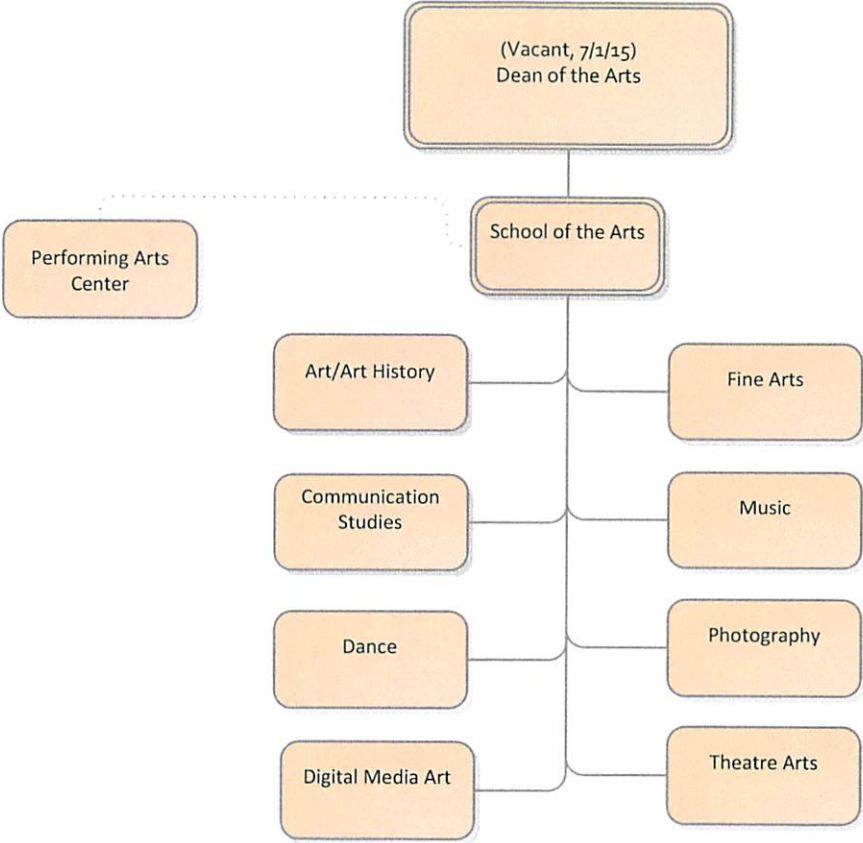 (Vacant, 7/1/15)
Dean of the Arts
School of the Arts
Performing Arts
Center
Art/Art History
Fine Arts
Communication
Studies
Music
Dance
Photography
Digital Media Art
Theatre Arts